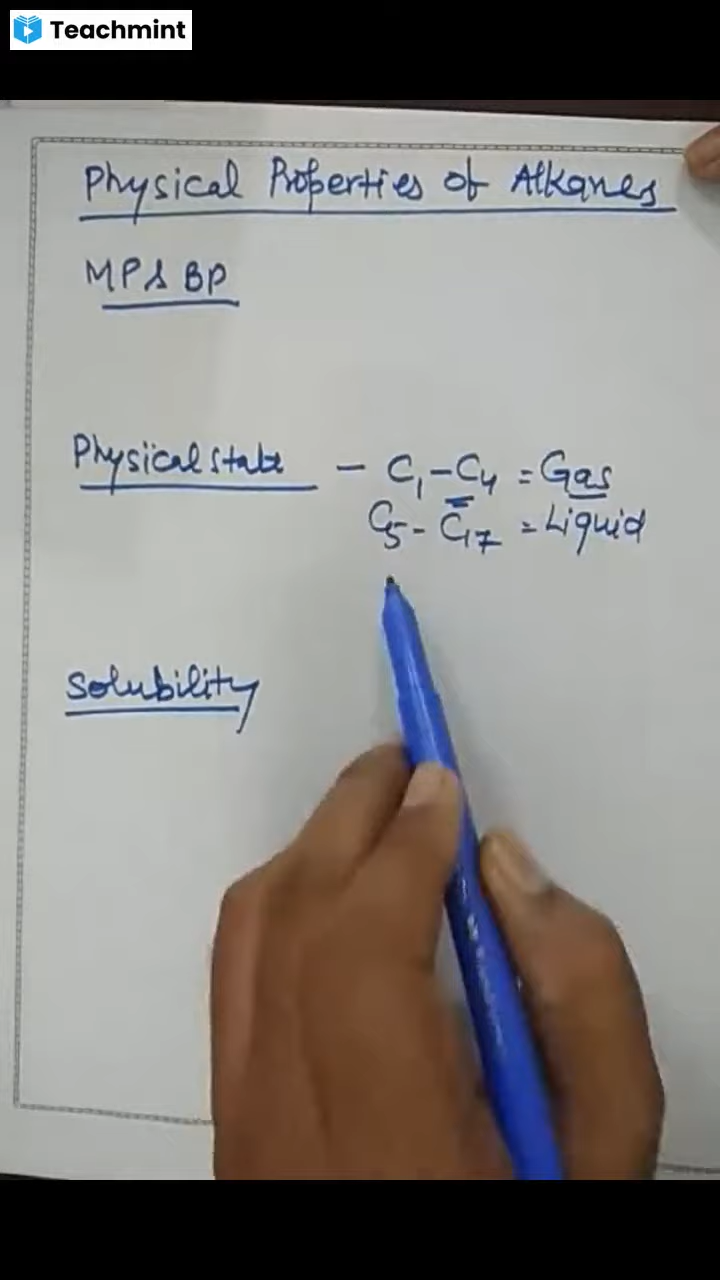 Teachmint
Physical Properties of Alkanes
MP & BP
Physical state - C₁-C₄ = Gas
C₅-C₁₇ = Liquid
Solubility